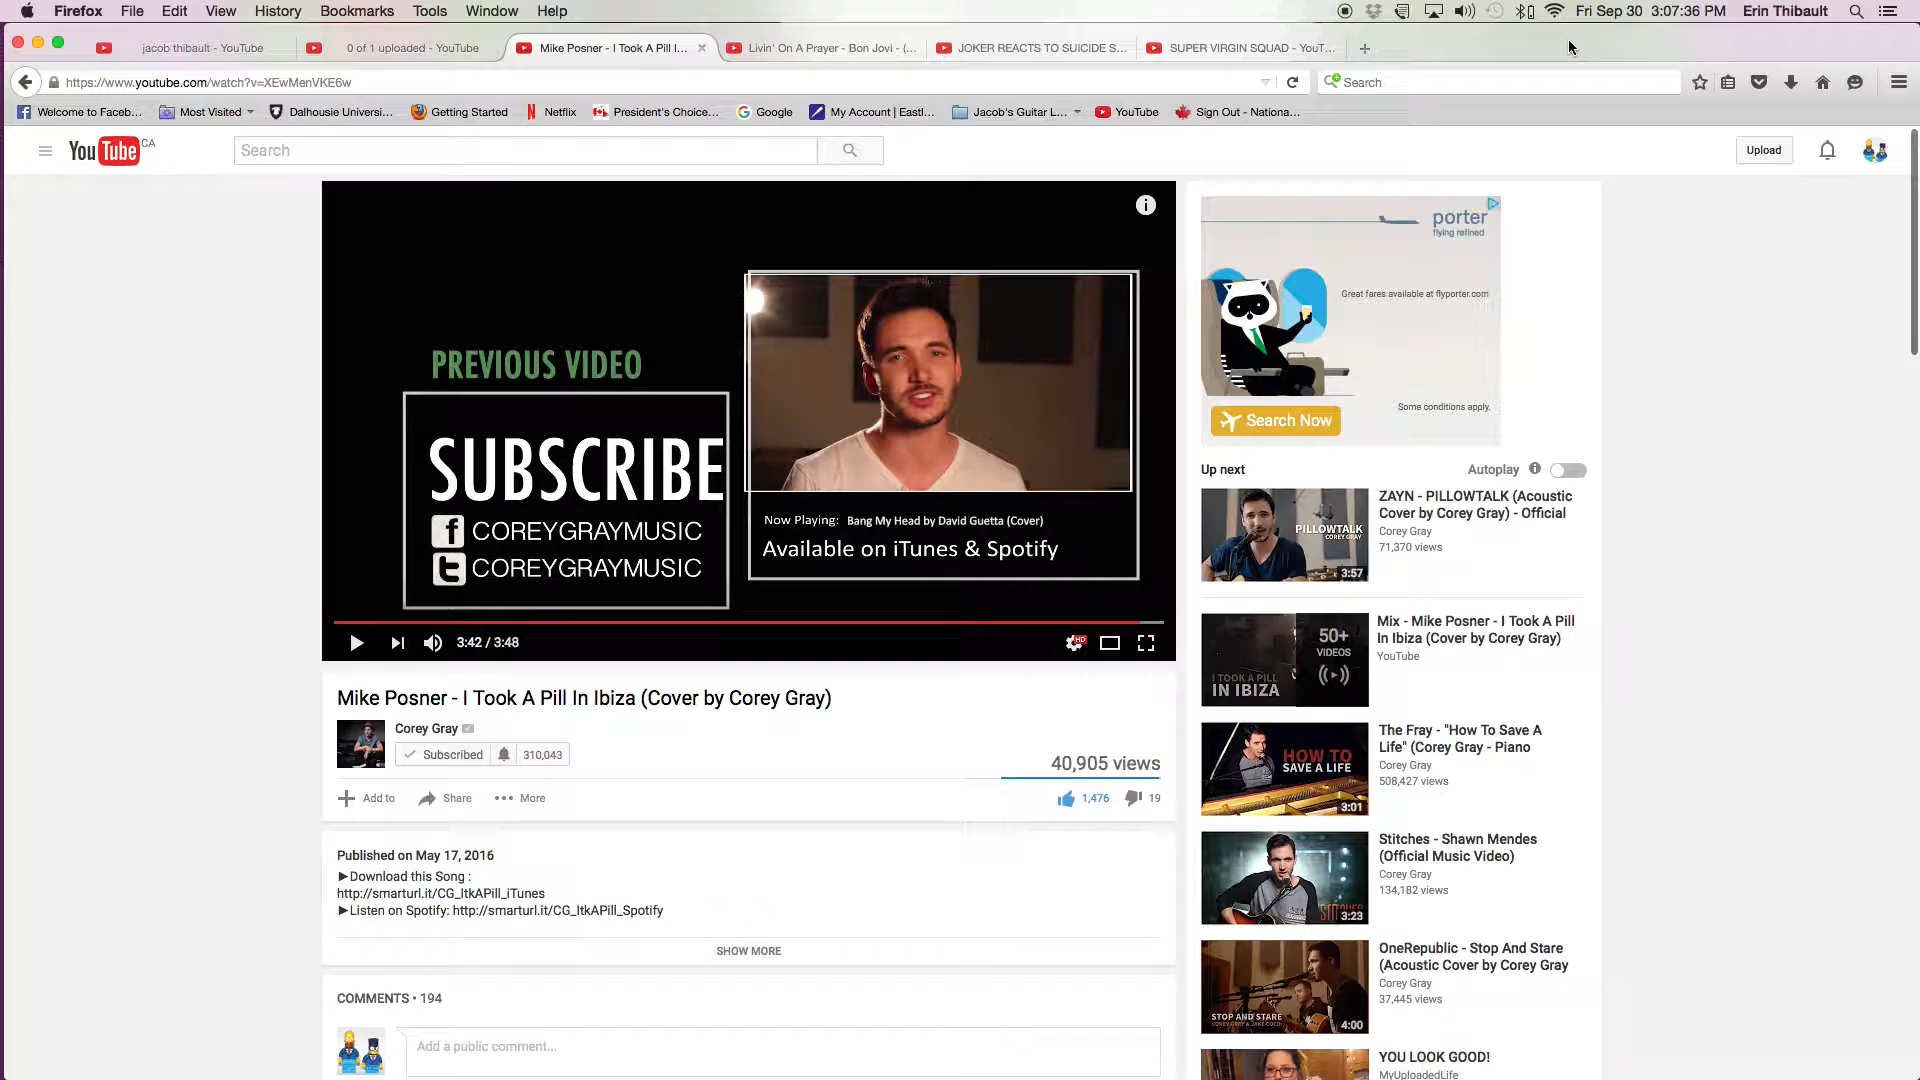 Firefox File Edit View History Bookmarks Tools Window Help
Fri Sep 30 3:07:36 PM Erin Thibault
jacob thibault - YouTube
0 of 1 uploaded - YouTube
Mike Posner - I Took A Pill I...
Livin' On A Prayer - Bon Jovi - (...
JOKER REACTS TO SUICIDE S...
SUPER VIRGIN SQUAD - YouT...
https://www.youtube.com/watch?v=XEwMenVKE6w
Search
Welcome to Faceb...
Most Visited
Dalhousie Universi...
Getting Started
Netflix
President's Choice...
Google
My Account | Eastl...
Jacob's Guitar L...
YouTube
Sign Out - Nationa...
YouTube CA
Search
Upload
PREVIOUS VIDEO
SUBSCRIBE
f COREYGRAYMUSIC
t COREYGRAYMUSIC
Now Playing: Bang My Head by David Guetta (Cover)
Available on iTunes & Spotify
3:42 / 3:48
HD
Mike Posner - I Took A Pill In Ibiza (Cover by Corey Gray)
Corey Gray
Subscribed 310,043
40,905 views
Add to Share More
1,476 19
Published on May 17, 2016
►Download this Song :
http://smarturl.it/CG_ItkAPill_iTunes
►Listen on Spotify: http://smarturl.it/CG_ItkAPill_Spotify
SHOW MORE
COMMENTS • 194
Add a public comment...
porter
flying refined
Great fares available at flyporter.com
Some conditions apply.
Search Now
Up next
Autoplay
PILLOWTALK
COREY GRAY
3:57
ZAYN - PILLOWTALK (Acoustic
Cover by Corey Gray) - Official
Corey Gray
71,370 views
I TOOK A PILL
IN IBIZA
50+
VIDEOS
Mix - Mike Posner - I Took A Pill
In Ibiza (Cover by Corey Gray)
YouTube
HOW TO
SAVE A LIFE
3:01
The Fray - "How To Save A
Life" (Corey Gray - Piano
Corey Gray
508,427 views
STITCHES
3:23
Stitches - Shawn Mendes
(Official Music Video)
Corey Gray
134,182 views
STOP AND STARE
COREY GRAY & JAKE COCO
4:00
OneRepublic - Stop And Stare
(Acoustic Cover by Corey Gray
Corey Gray
37,445 views
YOU LOOK GOOD!
MyUploadedLife